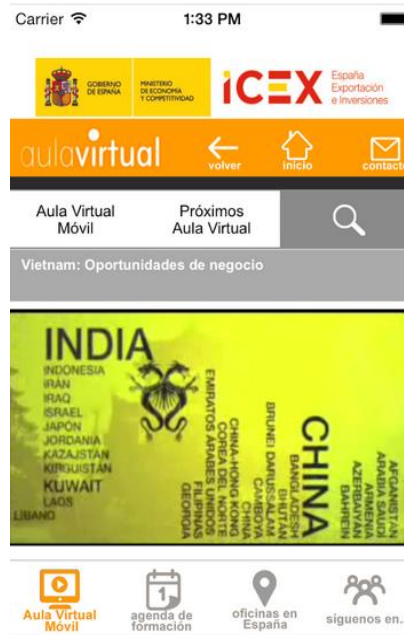 Carrier 1:33 PM
GOBIERNO
DE ESPAÑA
MINISTERIO
DE ECONOMÍA
Y COMPETITIVIDAD
ICEX
España
Exportación
e Inversiones
aulavirtual
volver
inicio
contacto
Aula Virtual
Móvil
Próximos
Aula Virtual
Vietnam: Oportunidades de negocio
INDIA
INDONESIA
IRÁN
IRAQ
ISRAEL
JAPÓN
JORDANIA
KAZAJSTÁN
KIRGUISTÁN
KUWAIT
LAOS
LÍBANO
GEORGIA
FILIPINAS
EMIRATOS ÁRABES UNIDOS
COREA DEL NORTE
CHINA-HONG KONG
CHINA
CAMBOYA
BRUNEI DARUSSALAM
BHUTÁN
BANGLADESH
CHINA
BAHREIN
AZERBAIYÁN
ARMENIA
ARABIA SAUDÍ
AFGANISTÁN
Aula Virtual
Móvil
1
agenda de
formación
oficinas en
España
síguenos en..